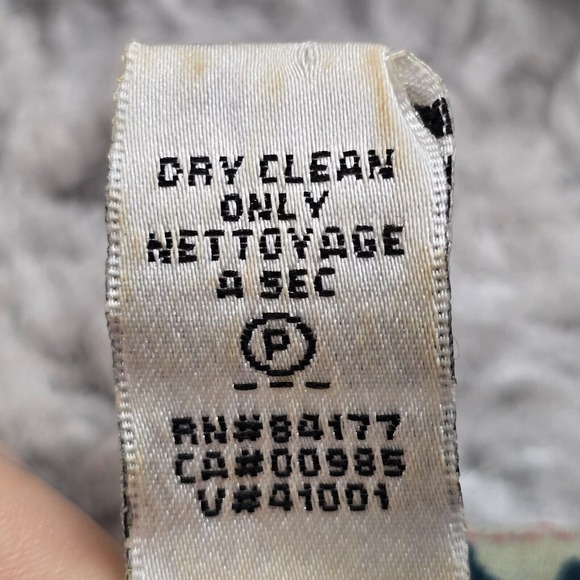 DRY CLEAN
ONLY
NETTOYAGE
A SEC
P
RN#84177
CA#00985
V#41001